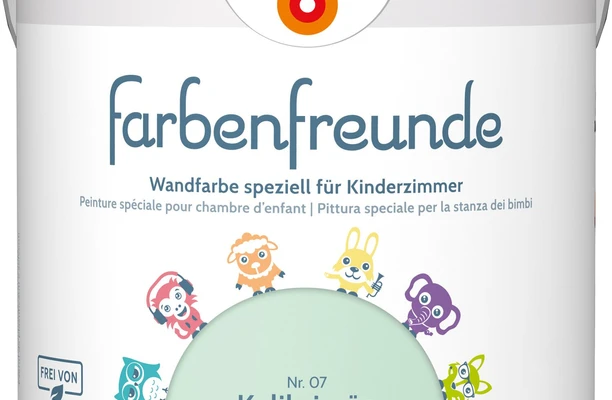 farbenfreunde
Wandfarbe speziell für Kinderzimmer
Peinture spéciale pour chambre d'enfant | Pittura speciale per la stanza dei bimbi
Nr. 07
FREI VON